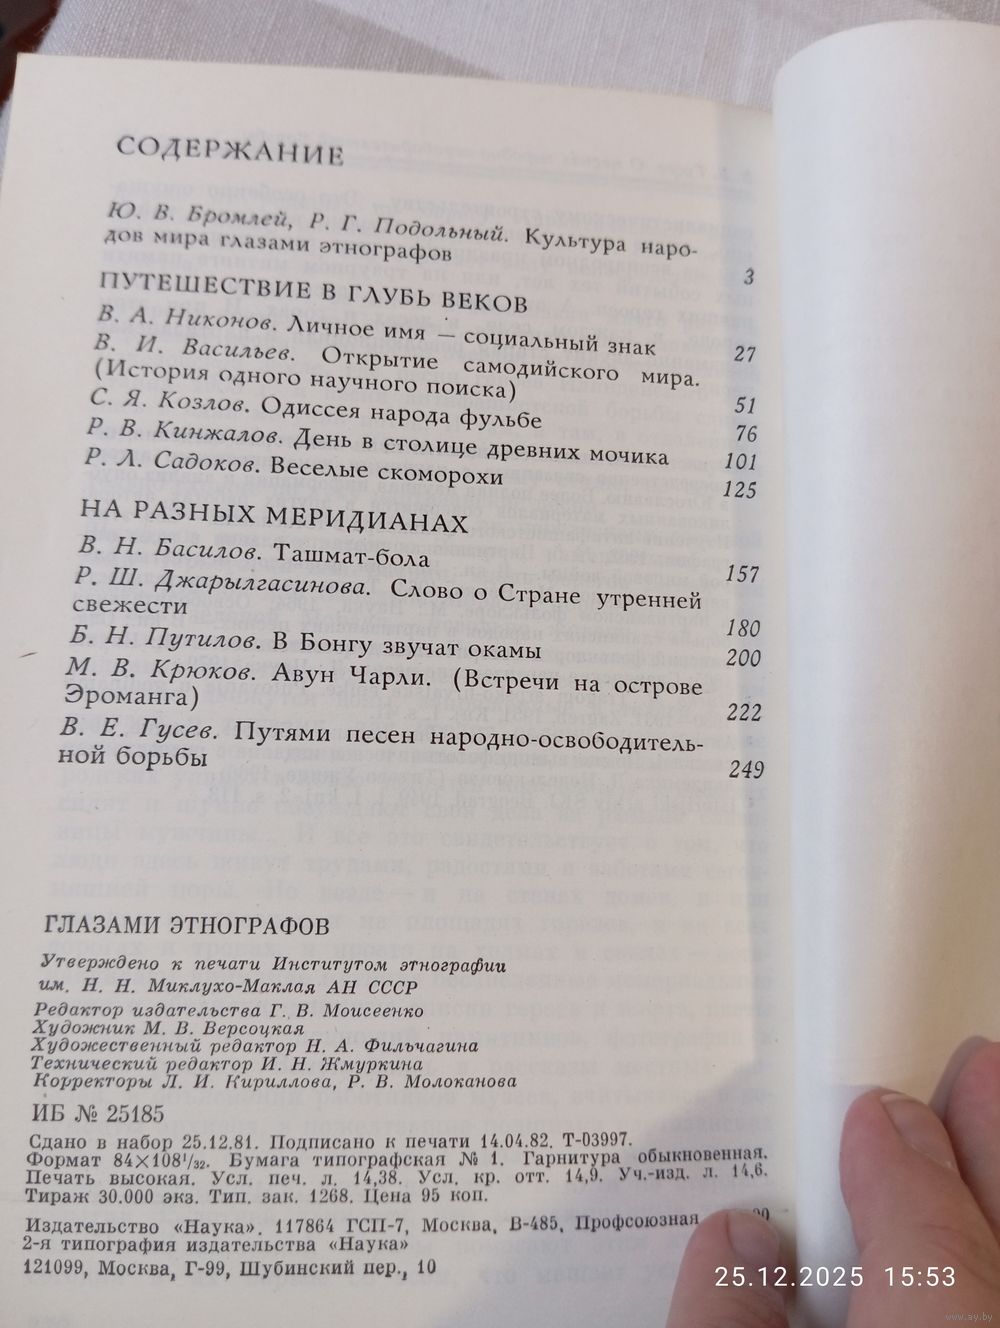 СОДЕРЖАНИЕ
Ю. В. Бромлей, Р. Г. Подольный. Культура наро-
дов мира глазами этнографов 3
ПУТЕШЕСТВИЕ В ГЛУБЬ ВЕКОВ
В. А. Никонов. Личное имя — социальный знак 27
В. И. Васильев. Открытие самодийского мира.
(История одного научного поиска) 51
С. Я. Козлов. Одиссея народа фульбе 76
Р. В. Кинжалов. День в столице древних мочика 101
Р. Л. Садоков. Веселые скоморохи 125
НА РАЗНЫХ МЕРИДИАНАХ
В. Н. Басилов. Ташмат-бола 157
Р. Ш. Джарылгасинова. Слово о Стране утренней
свежести 180
Б. Н. Путилов. В Бонгу звучат окамы 200
М. В. Крюков. Авун Чарли. (Встречи на острове
Эроманга) 222
В. Е. Гусев. Путями песен народно-освободитель-
ной борьбы 249
ГЛАЗАМИ ЭТНОГРАФОВ
Утверждено к печати Институтом этнографии
им. Н. Н. Миклухо-Маклая АН СССР
Редактор издательства Г. В. Моисеенко
Художник М. В. Версоцкая
Художественный редактор Н. А. Фильчагина
Технический редактор И. Н. Жмуркина
Корректоры Л. И. Кириллова, Р. В. Молоканова
ИБ № 25185
Сдано в набор 25.12.81. Подписано к печати 14.04.82. Т-03997.
Формат 84×108¹/₃₂. Бумага типографская № 1. Гарнитура обыкновенная.
Печать высокая. Усл. печ. л. 14,38. Усл. кр. отт. 14,9. Уч.-изд. л. 14,6.
Тираж 30.000 экз. Тип. зак. 1268. Цена 95 коп.
Издательство «Наука». 117864 ГСП-7, Москва, В-485, Профсоюзная
2-я типография издательства «Наука»
121099, Москва, Г-99, Шубинский пер., 10
25.12.2025 15:53
www.ay.by